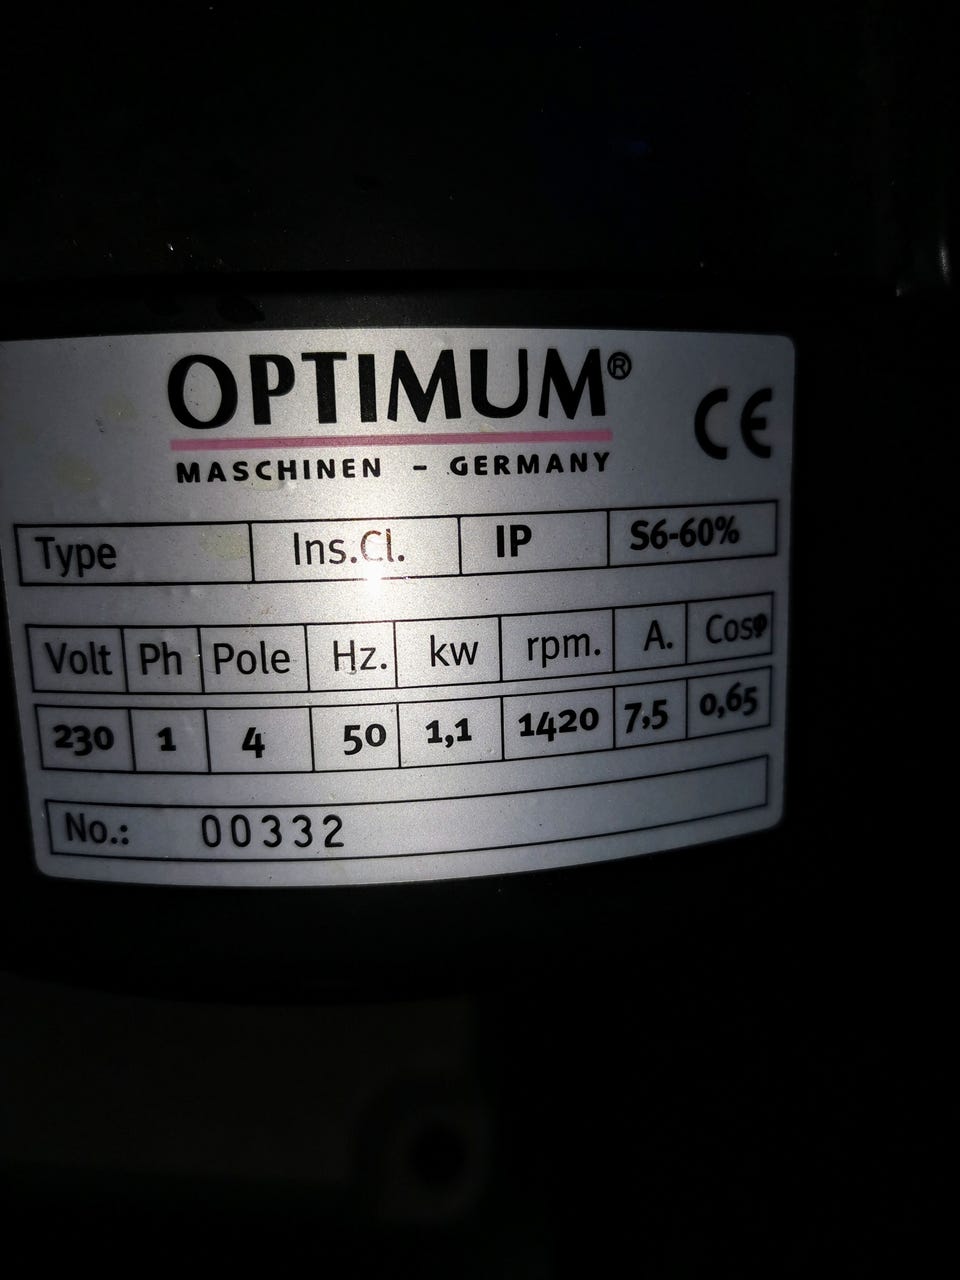 OPTIMUM®
MASCHINEN - GERMANY
CE
Type Ins.Cl. IP S6-60%
Volt Ph Pole Hz. kw rpm. A. Cosφ
230 1 4 50 1,1 1420 7,5 0,65
No.: 00332